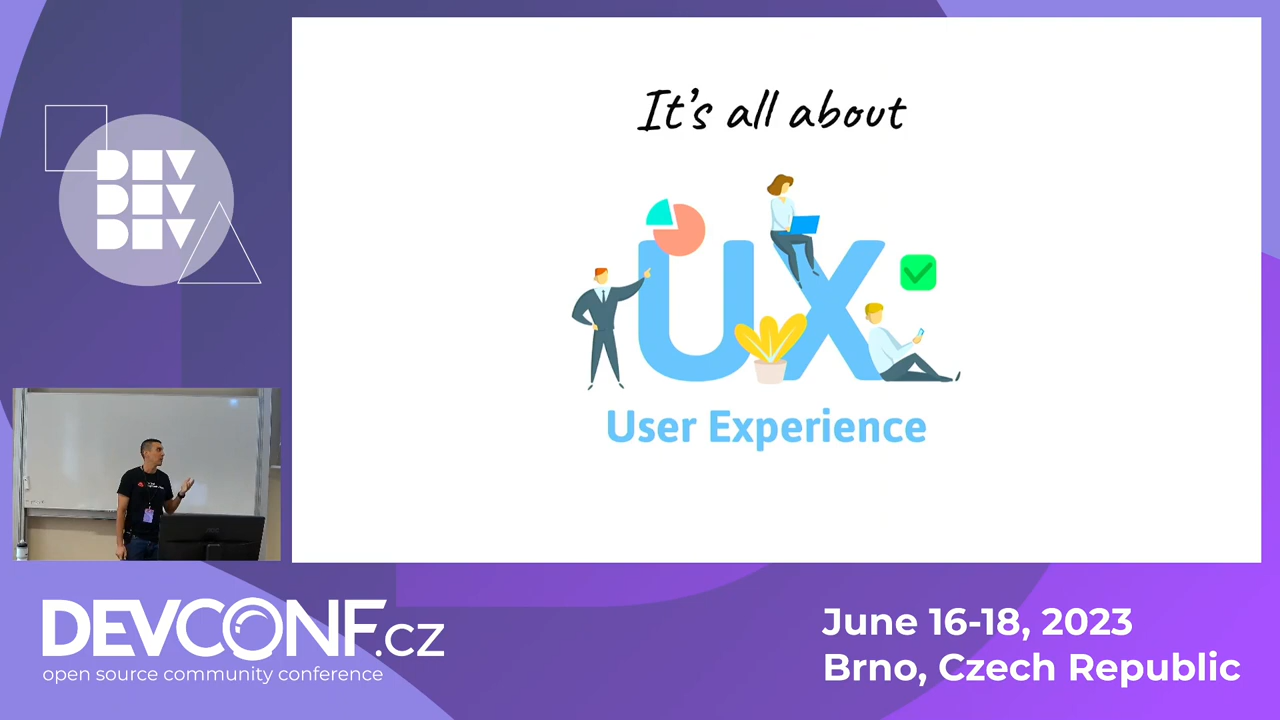 It's all about
UX
User Experience
DEV
DEV
DEV
DEVCONF.cz
open source community conference
June 16-18, 2023
Brno, Czech Republic